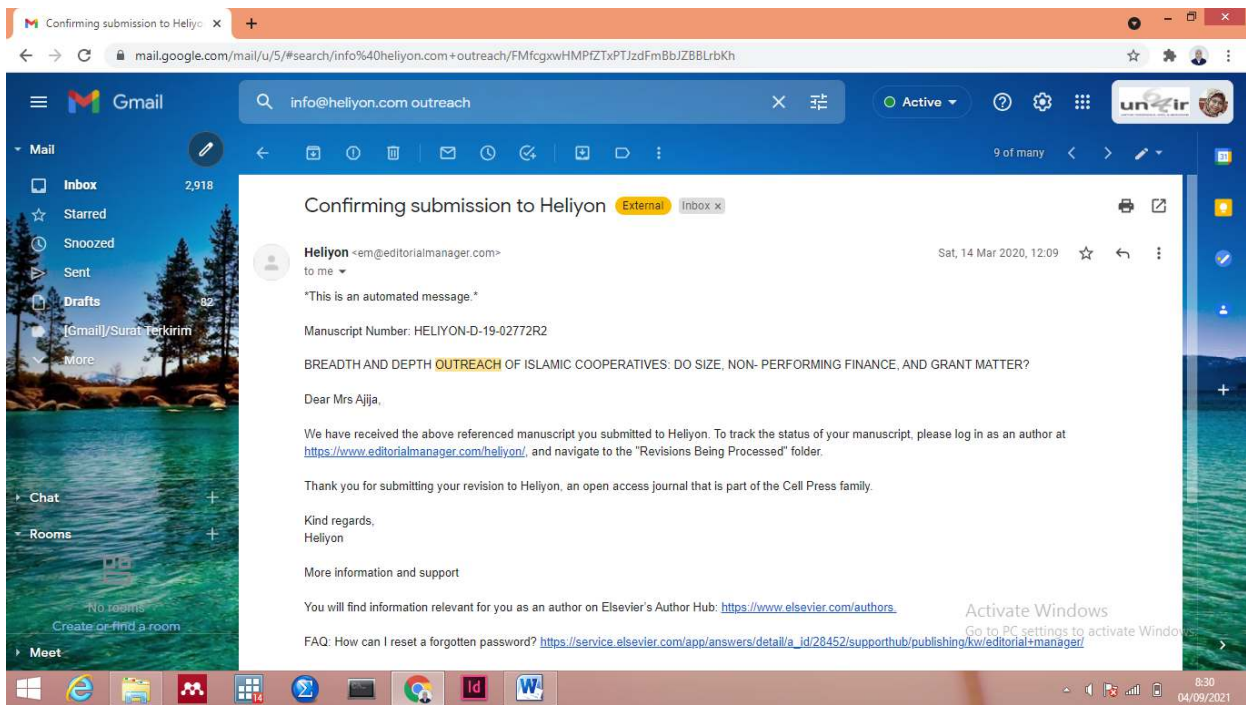 Confirming submission to Heliyo
mail.google.com/mail/u/5/#search/info%40heliyon.com+outreach/FMfcgxwHMPfZTxPTJzdFmBbJZBBLrbKh
Gmail
info@heliyon.com outreach
Active
unair
Mail
9 of many
31
Inbox 2,918
Starred
Snoozed
Sent
Drafts 82
[Gmail]/Surat Terkirim
More
Chat
Rooms
No rooms
Create or find a room
Meet
Confirming submission to Heliyon External Inbox x
Heliyon <em@editorialmanager.com> Sat, 14 Mar 2020, 12:09
to me
*This is an automated message.*
Manuscript Number: HELIYON-D-19-02772R2
BREADTH AND DEPTH OUTREACH OF ISLAMIC COOPERATIVES: DO SIZE, NON- PERFORMING FINANCE, AND GRANT MATTER?
Dear Mrs Ajija,
We have received the above referenced manuscript you submitted to Heliyon. To track the status of your manuscript, please log in as an author at
https://www.editorialmanager.com/heliyon/, and navigate to the "Revisions Being Processed" folder.
Thank you for submitting your revision to Heliyon, an open access journal that is part of the Cell Press family.
Kind regards,
Heliyon
More information and support
You will find information relevant for you as an author on Elsevier's Author Hub: https://www.elsevier.com/authors.
FAQ: How can I reset a forgotten password? https://service.elsevier.com/app/answers/detail/a_id/28452/supporthub/publishing/kw/editorial+manager/
Activate Windows
Go to PC settings to activate Windows.
14
Id
W
8:30
04/09/2021